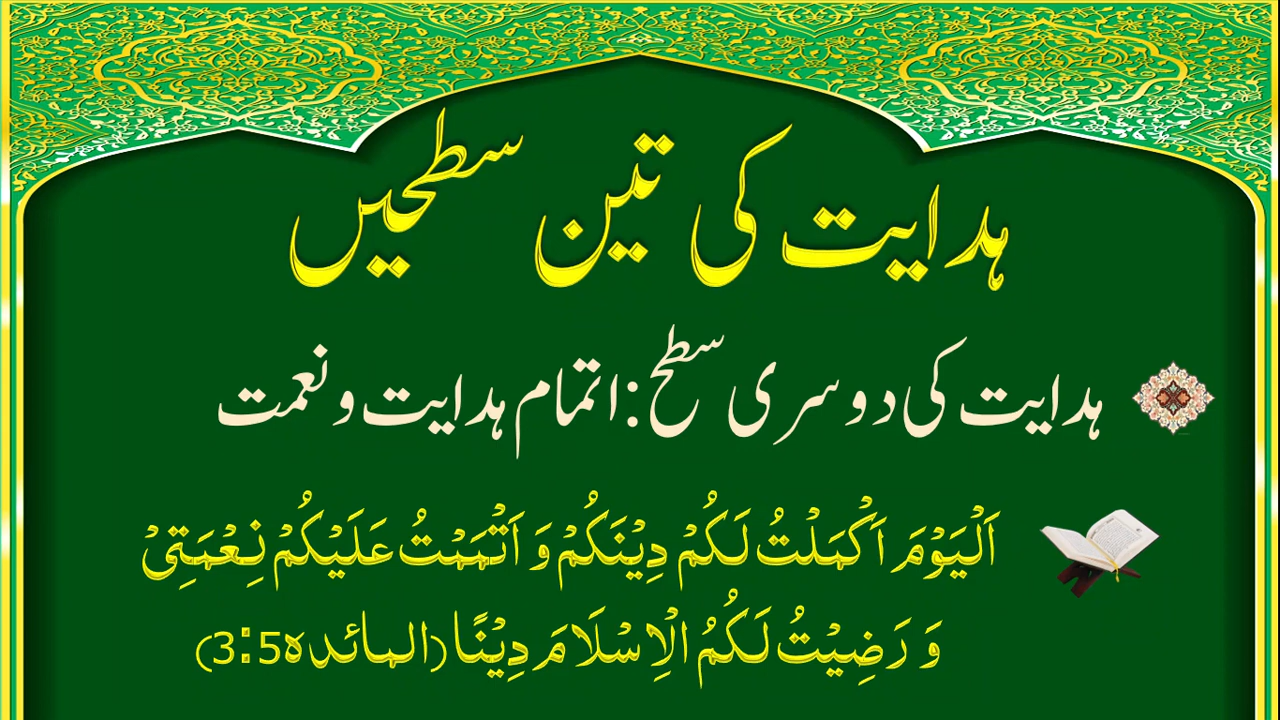 ہدایت کی تین سطحیں
ہدایت کی دوسری سطح: اتمام ہدایت و نعمت
اَلْیَوْمَ اَکْمَلْتُ لَکُمْ دِیْنَکُمْ وَ اَتْمَمْتُ عَلَیْکُمْ نِعْمَتِیْ
وَ رَضِیْتُ لَکُمُ الْاِسْلَامَ دِیْنًا (المائدہ 3:5)